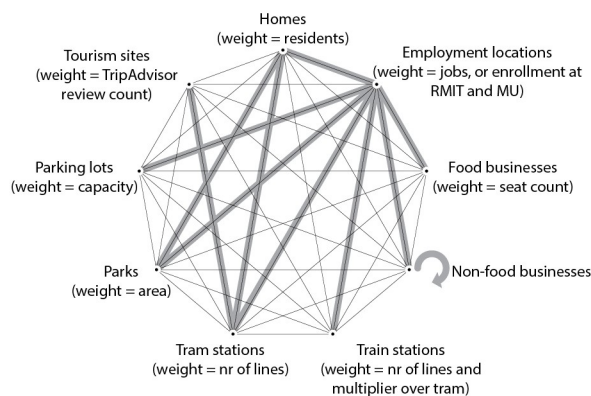 Homes
(weight = residents)
Tourism sites
(weight = TripAdvisor
review count)
Employment locations
(weight = jobs, or enrollment at
RMIT and MU)
Parking lots
(weight = capacity)
Food businesses
(weight = seat count)
Parks
(weight = area)
Non-food businesses
Tram stations
(weight = nr of lines)
Train stations
(weight = nr of lines and
multiplier over tram)